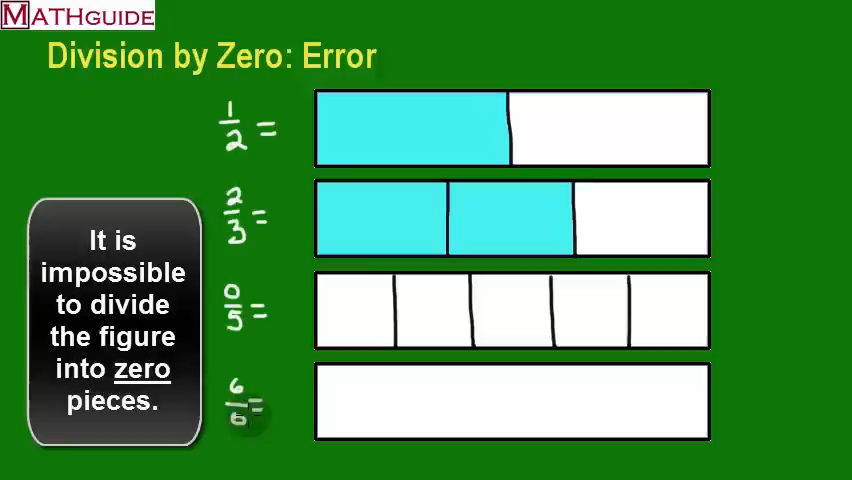 MATHGUIDE
Division by Zero: Error
1/2 =
2/3 =
0/5 =
6/0 =
It is
impossible
to divide
the figure
into zero
pieces.